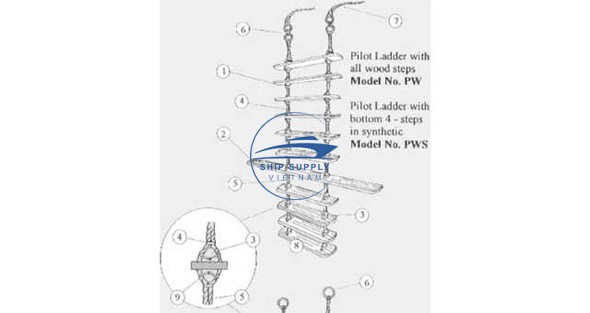 6
7
Pilot Ladder with
all wood steps
Model No. PW
1
4
Pilot Ladder with
bottom 4 - steps
in synthetic
Model No. PWS
2
SHIP SUPPLY
VIETNAM
5
3
4
3
8
9
5
6